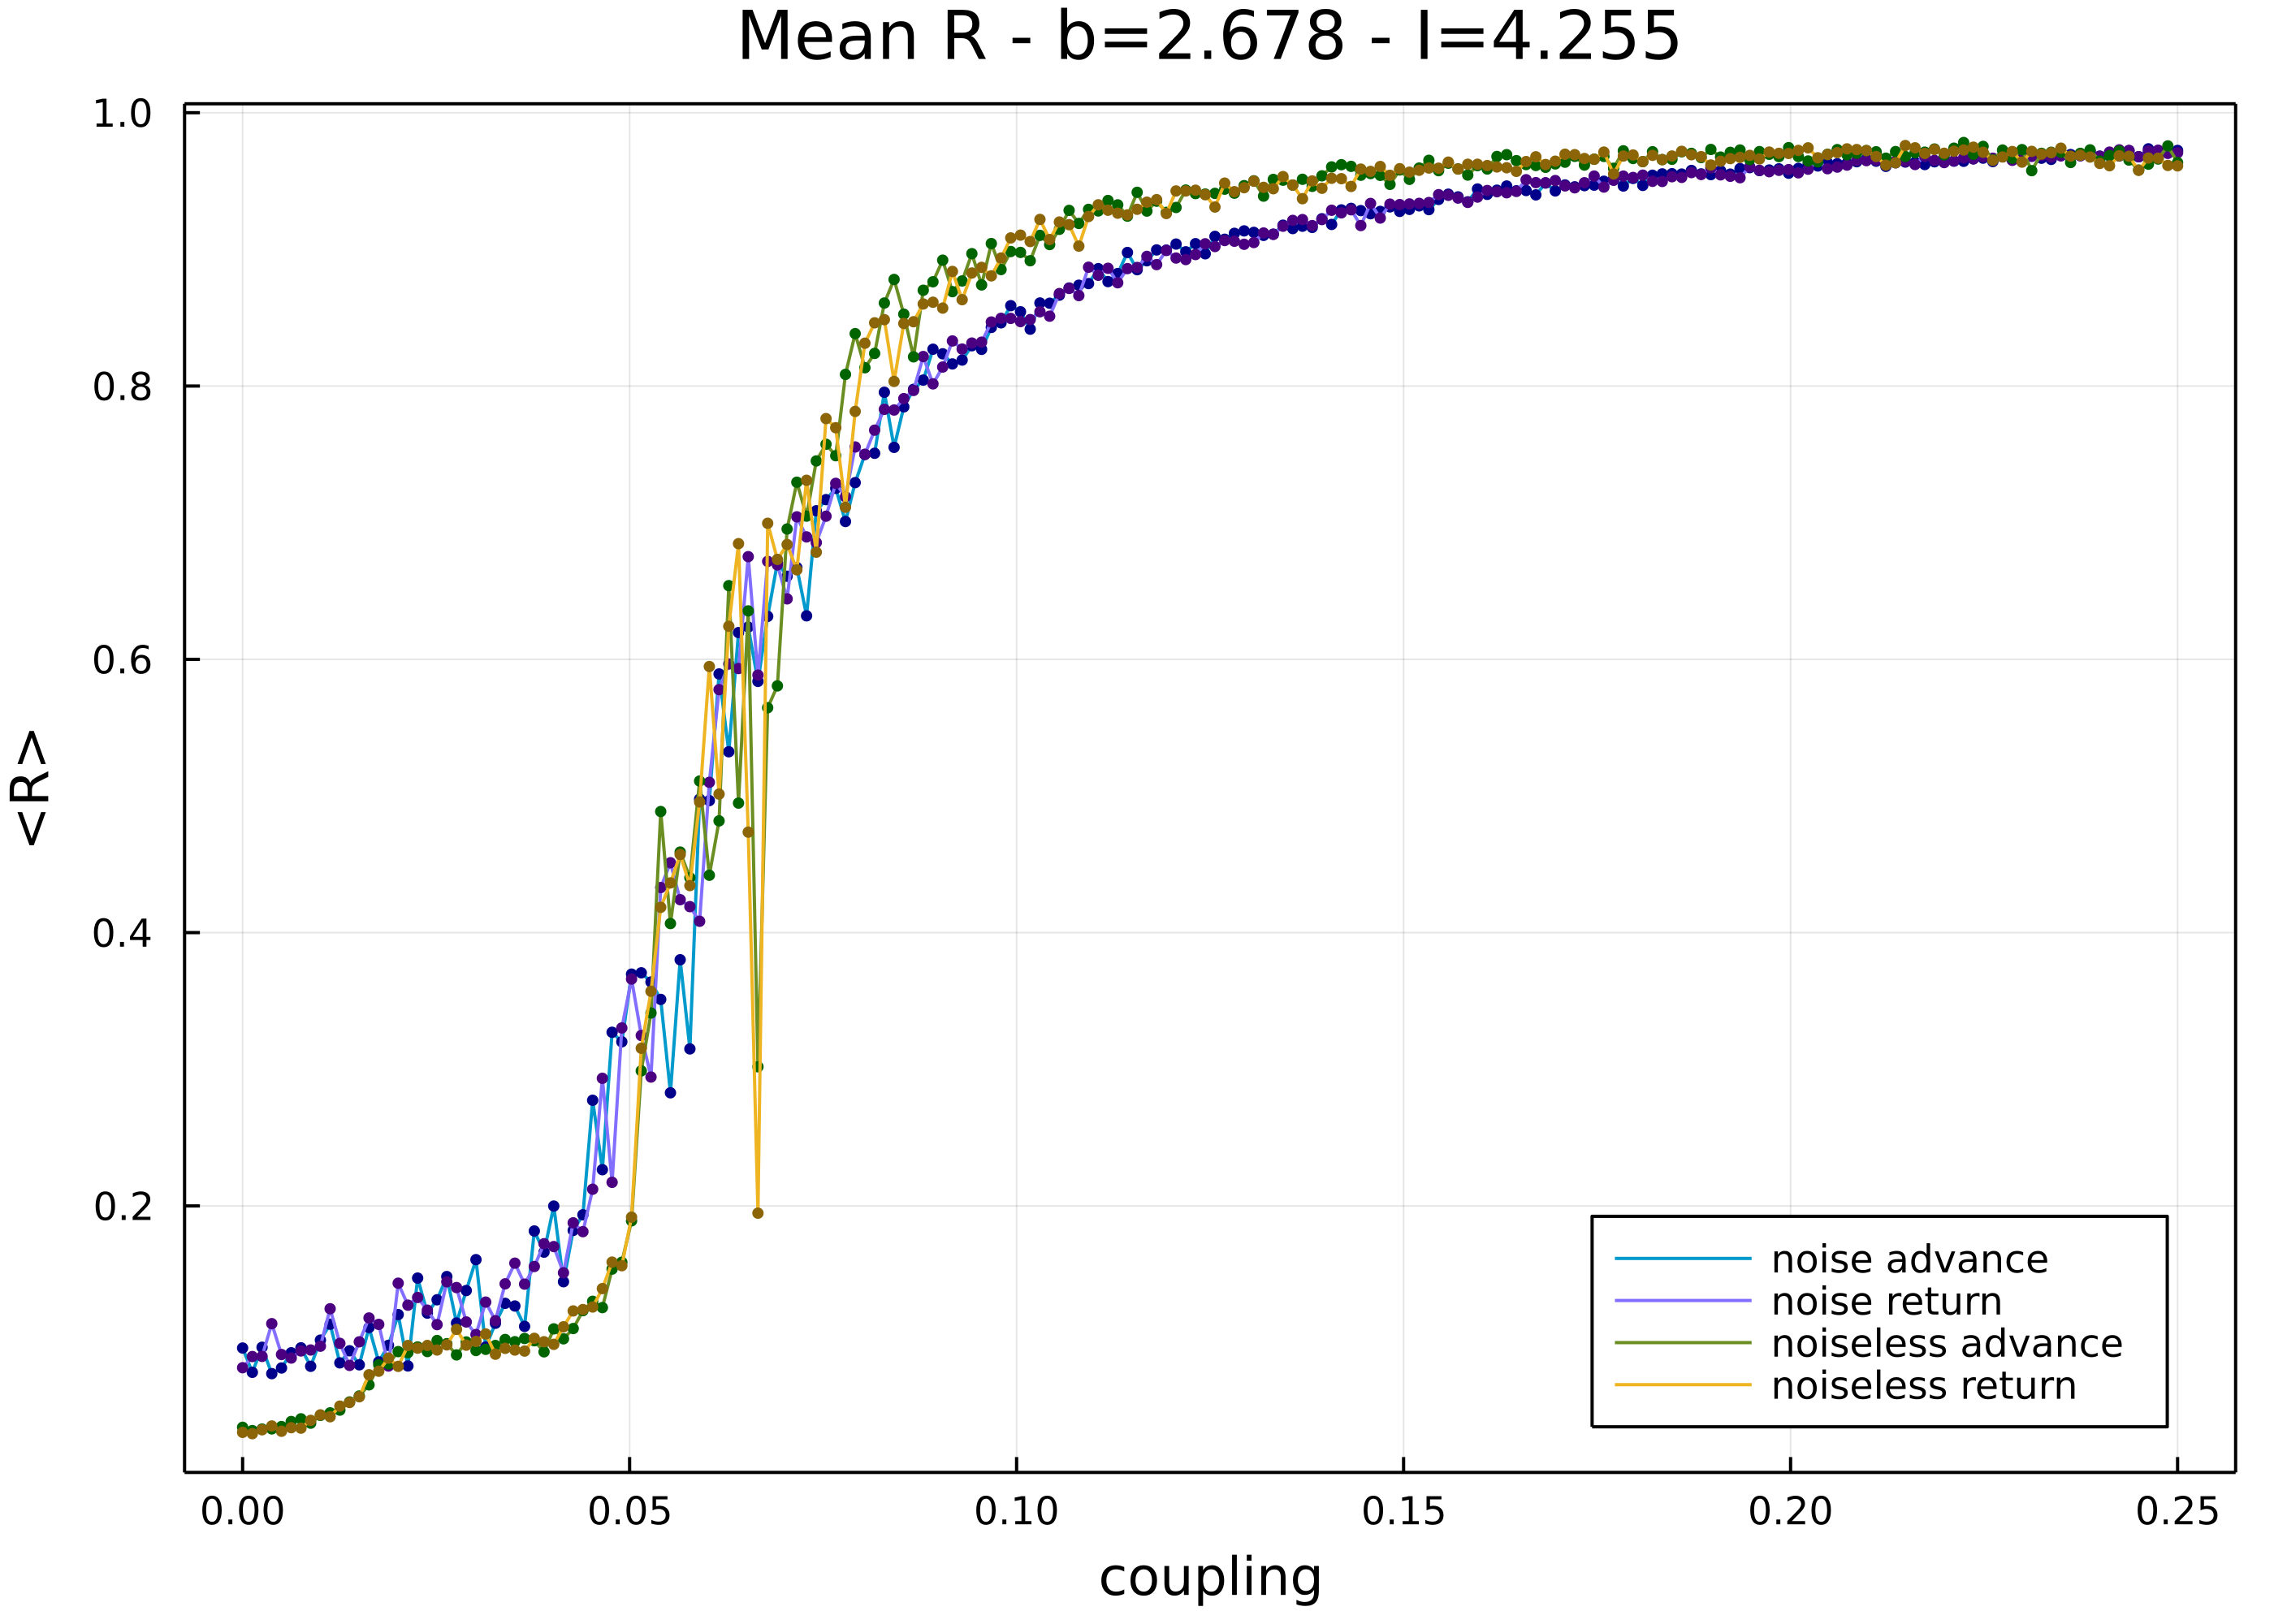 Mean R - b=2.678 - I=4.255
1.0
0.8
0.6
0.4
0.2
<R>
0.00
0.05
0.10
0.15
0.20
0.25
coupling
noise advance
noise return
noiseless advance
noiseless return